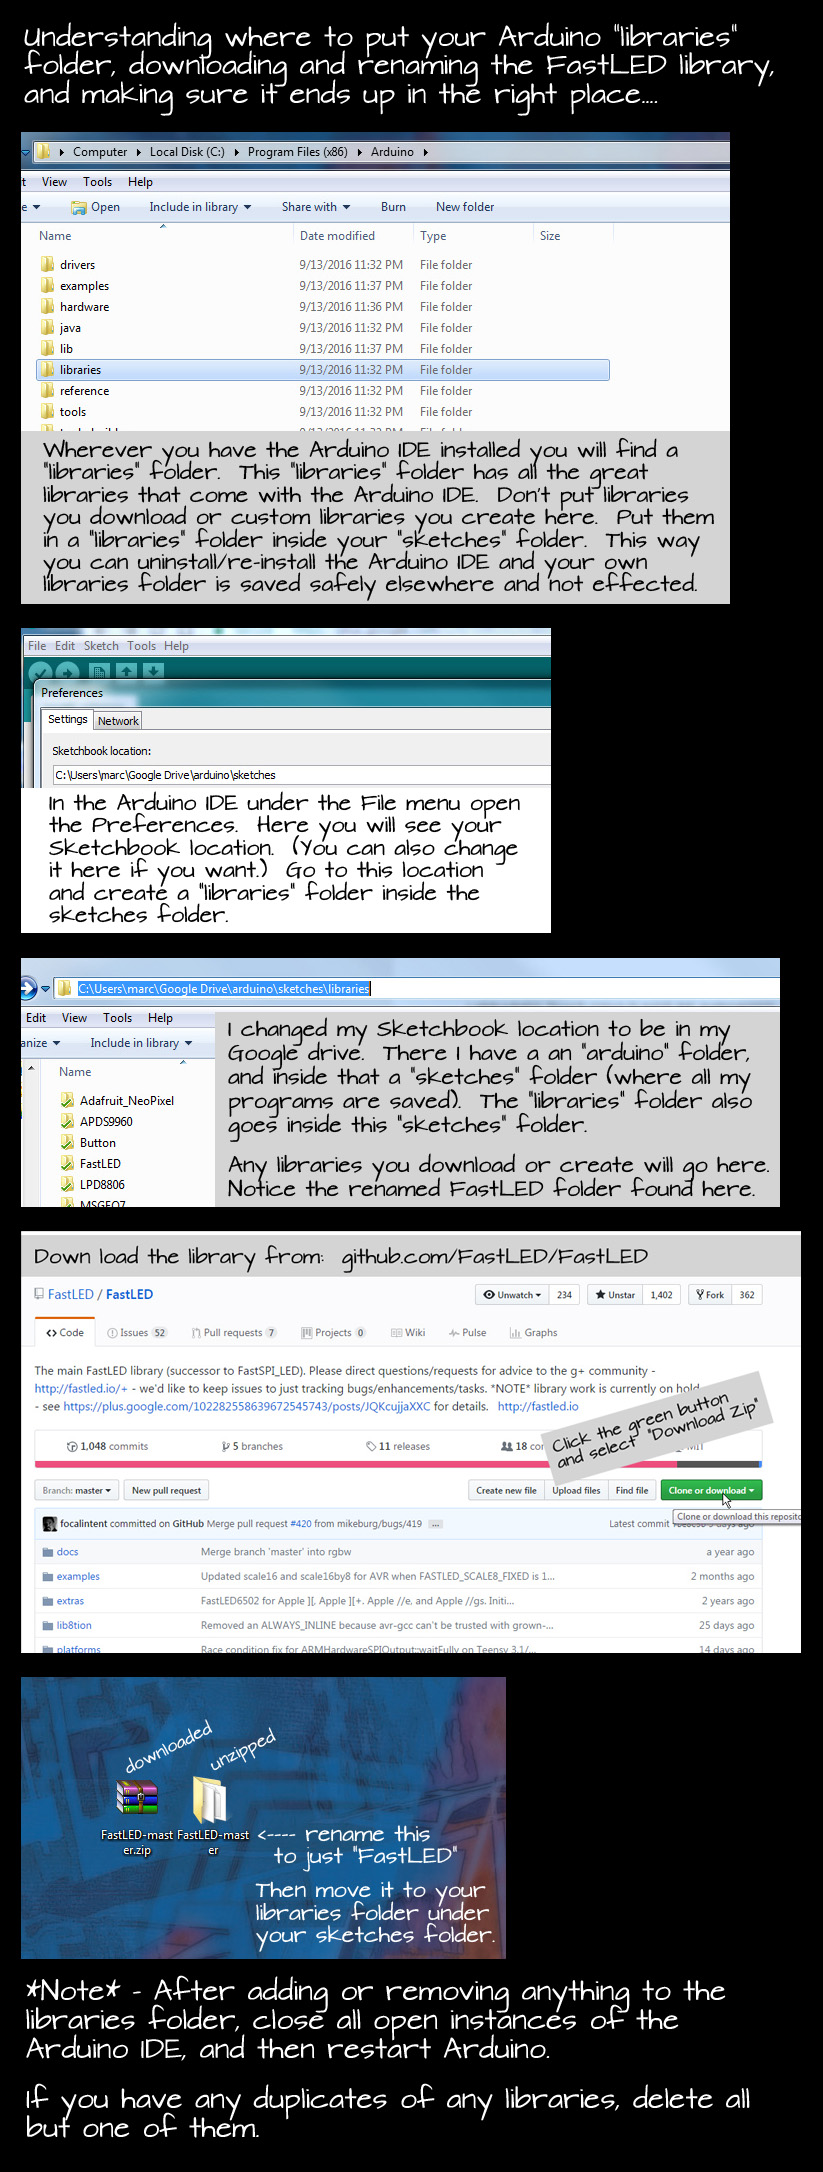 Understanding where to put your Arduino "libraries"
folder, downloading and renaming the FastLED library,
and making sure it ends up in the right place....
Computer Local Disk (C:) Program Files (x86) Arduino
t View Tools Help
e Open Include in library Share with Burn New folder
Name Date modified Type Size
drivers 9/13/2016 11:32 PM File folder
examples 9/13/2016 11:37 PM File folder
hardware 9/13/2016 11:36 PM File folder
java 9/13/2016 11:32 PM File folder
lib 9/13/2016 11:37 PM File folder
libraries 9/13/2016 11:32 PM File folder
reference 9/13/2016 11:32 PM File folder
tools 9/13/2016 11:32 PM File folder
Wherever you have the Arduino IDE installed you will find a
"libraries" folder. This "libraries" folder has all the great
libraries that come with the Arduino IDE. Don't put libraries
you download or custom libraries you create here. Put them
in a "libraries" folder inside your "sketches" folder. This way
you can uninstall/re-install the Arduino IDE and your own
libraries folder is saved safely elsewhere and not effected.
File Edit Sketch Tools Help
Preferences
Settings Network
Sketchbook location:
C:\Users\marc\Google Drive\arduino\sketches
In the Arduino IDE under the File menu open
the Preferences. Here you will see your
Sketchbook location. (You can also change
it here if you want.) Go to this location
and create a "libraries" folder inside the
sketches folder.
C:\Users\marc\Google Drive\arduino\sketches\libraries
Edit View Tools Help
anize Include in library
Name
Adafruit_NeoPixel
APDS9960
Button
FastLED
LPD8806
MSGEQ7
I changed my Sketchbook location to be in my
Google drive. There I have a an "arduino" folder,
and inside that a "sketches" folder (where all my
programs are saved). The "libraries" folder also
goes inside this "sketches" folder.
Any libraries you download or create will go here.
Notice the renamed FastLED folder found here.
Down load the library from: github.com/FastLED/FastLED
FastLED / FastLED Unwatch 234 Unstar 1,402 Fork 362
Code Issues 52 Pull requests 7 Projects 0 Wiki Pulse Graphs
The main FastLED library (successor to FastSPI_LED). Please direct questions/requests for advice to the g+ community -
http://fastled.io/+ - we'd like to keep issues to just tracking bugs/enhancements/tasks. *NOTE* library work is currently on hold
- see https://plus.google.com/102282558639672545743/posts/JQKcujjaXXC for details. http://fastled.io
Click the green button
and select "Download Zip"
1,048 commits 5 branches 11 releases 18 con MIT
Branch: master New pull request Create new file Upload files Find file Clone or download
Clone or download this reposito
focalintent committed on GitHub Merge pull request #420 from mikeburg/bugs/419 ... Latest commit
docs Merge branch 'master' into rgbw a year ago
examples Updated scale16 and scale16by8 for AVR when FASTLED_SCALE8_FIXED is 1... 2 months ago
extras FastLED6502 for Apple ][, Apple ][+. Apple //e, and Apple //gs. Initi... 2 years ago
lib8tion Removed an ALWAYS_INLINE because avr-gcc can't be trusted with grown-... 25 days ago
platforms Race condition fix for ARMHardwareSPIOutput::waitFully on Teensy 3.1/... 14 days ago
downloaded
unzipped
FastLED-mast
er.zip
FastLED-mast
er
<---- rename this
to just "FastLED"
Then move it to your
libraries folder under
your sketches folder.
*Note* - After adding or removing anything to the
libraries folder, close all open instances of the
Arduino IDE, and then restart Arduino.
If you have any duplicates of any libraries, delete all
but one of them.